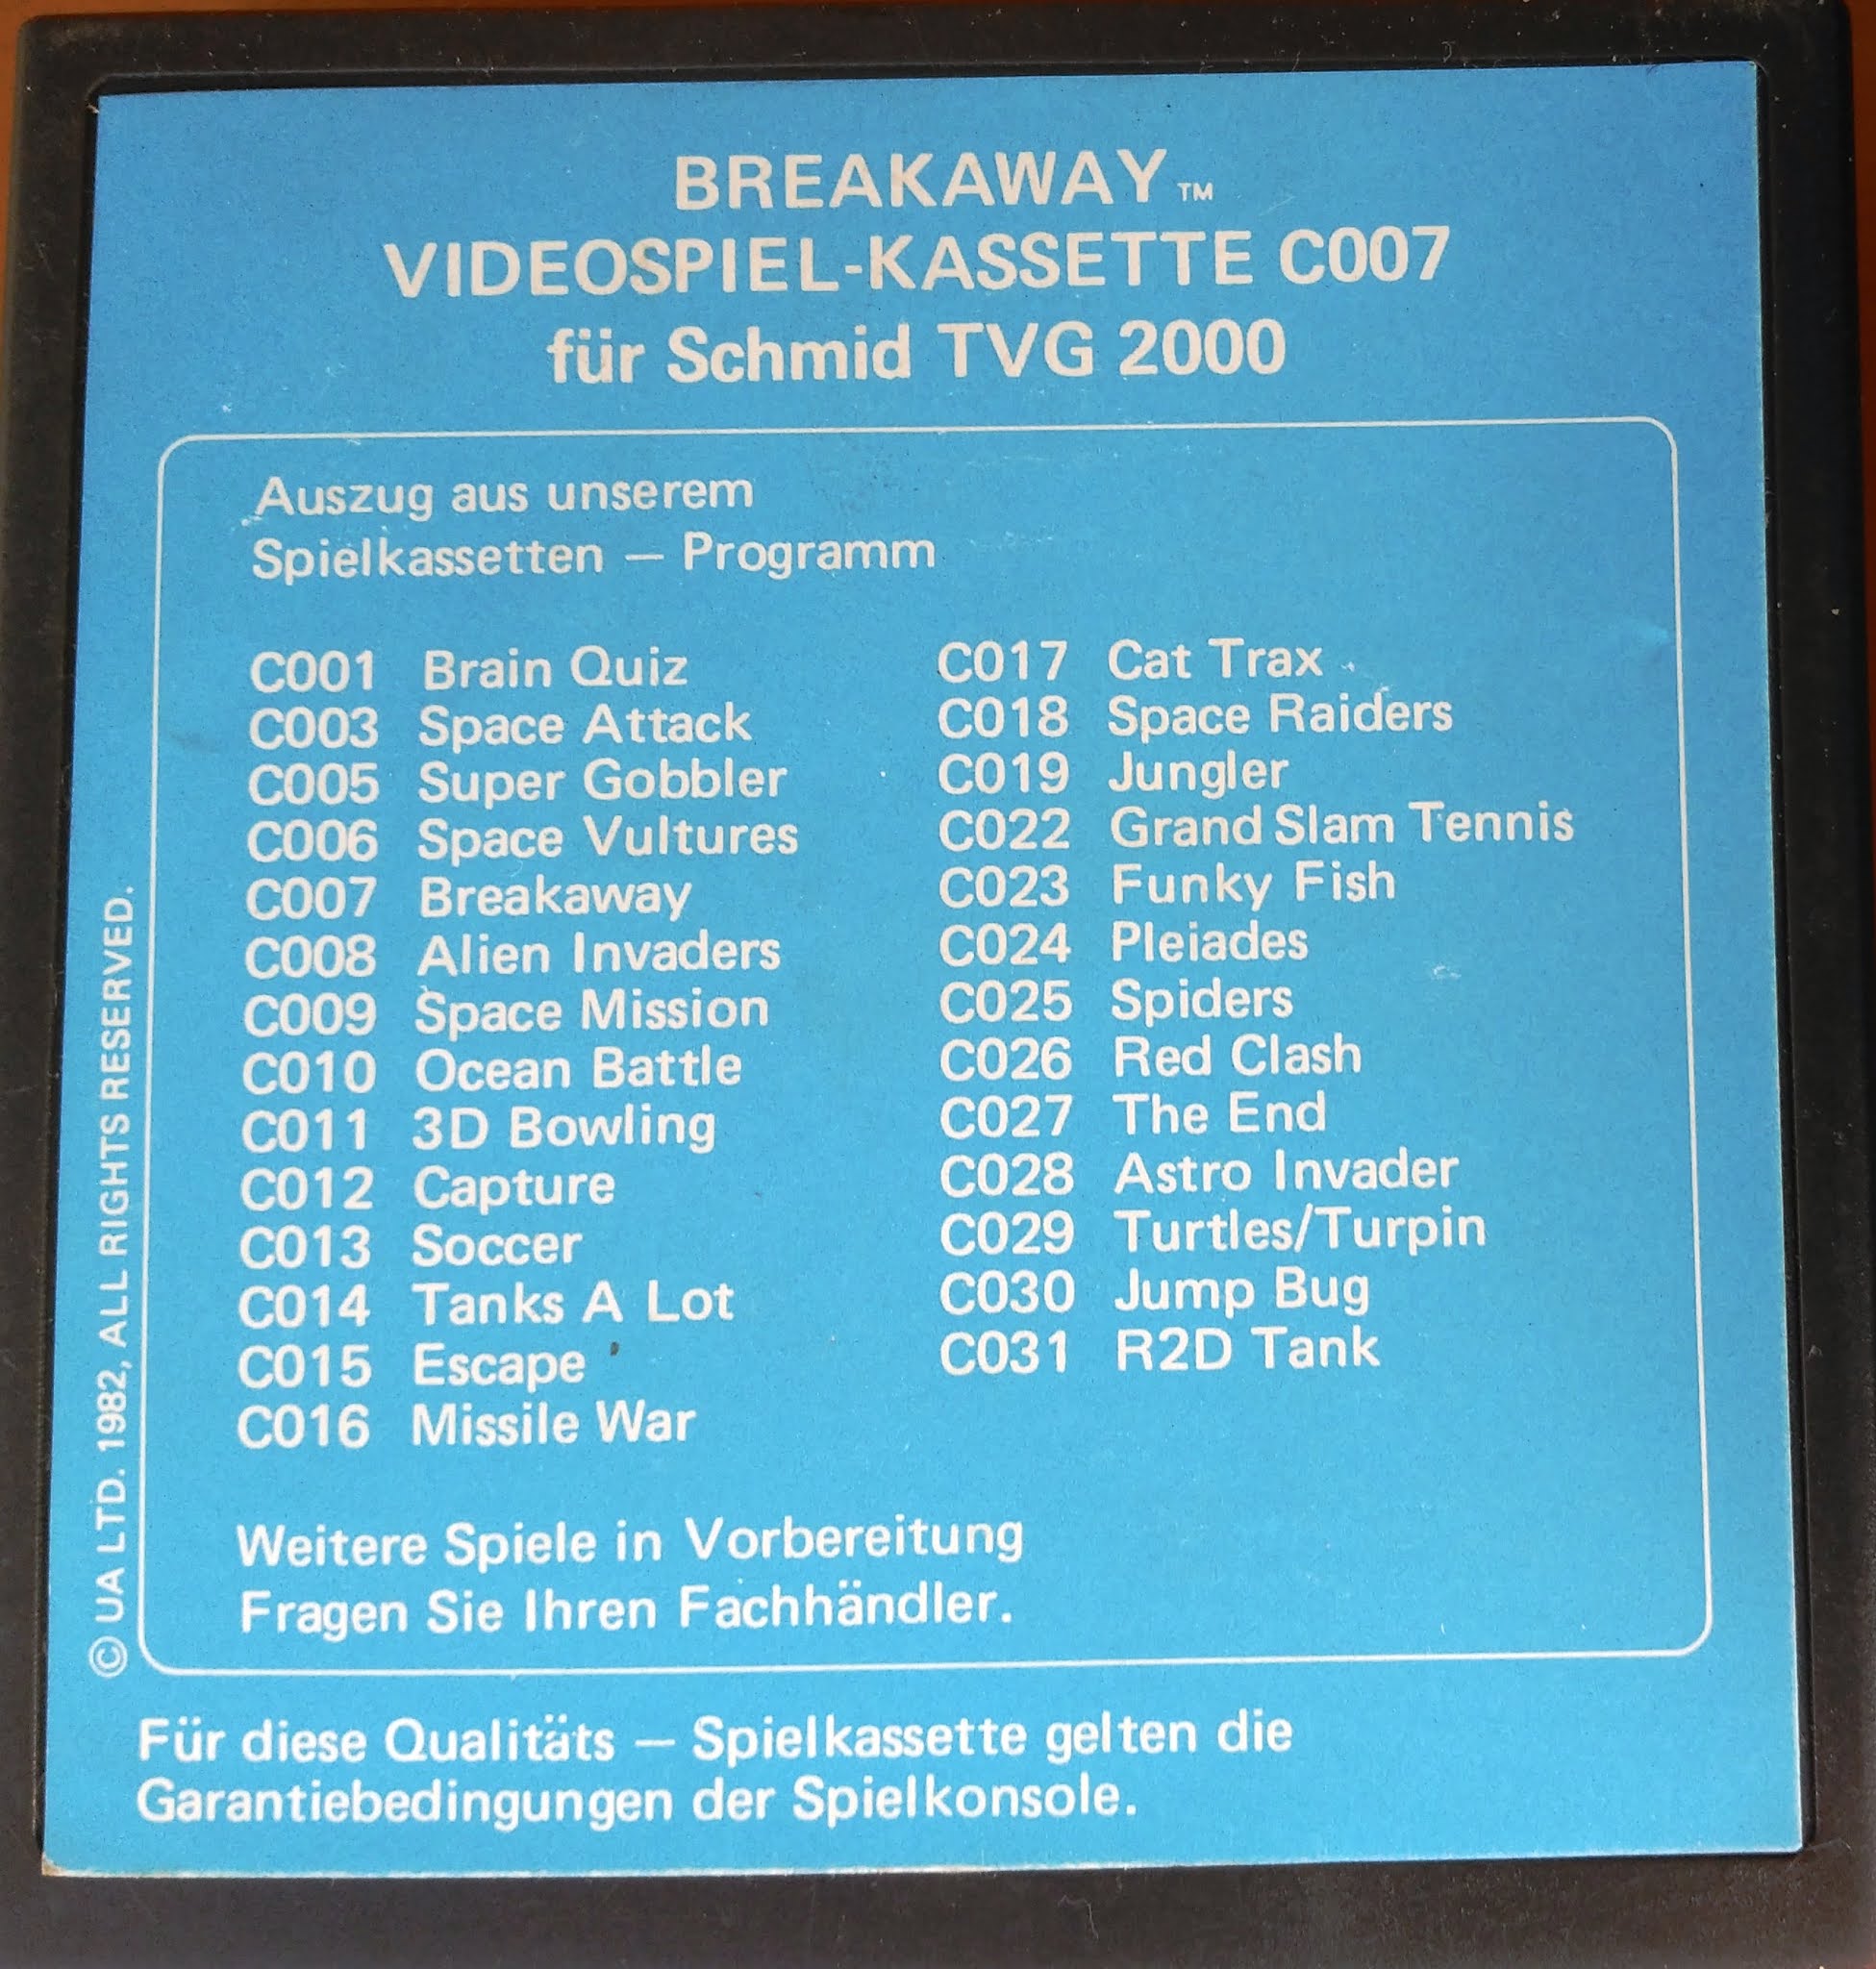 BREAKAWAY™
VIDEOSPIEL-KASSETTE C007
für Schmid TVG 2000
Auszug aus unserem
Spielkassetten — Programm
C001 Brain Quiz
C003 Space Attack
C005 Super Gobbler
C006 Space Vultures
C007 Breakaway
C008 Alien Invaders
C009 Space Mission
C010 Ocean Battle
C011 3D Bowling
C012 Capture
C013 Soccer
C014 Tanks A Lot
C015 Escape
C016 Missile War
C017 Cat Trax
C018 Space Raiders
C019 Jungler
C022 Grand Slam Tennis
C023 Funky Fish
C024 Pleiades
C025 Spiders
C026 Red Clash
C027 The End
C028 Astro Invader
C029 Turtles/Turpin
C030 Jump Bug
C031 R2D Tank
Weitere Spiele in Vorbereitung
Fragen Sie Ihren Fachhändler.
© UA LTD. 1982, ALL RIGHTS RESERVED.
Für diese Qualitäts — Spielkassette gelten die
Garantiebedingungen der Spielkonsole.